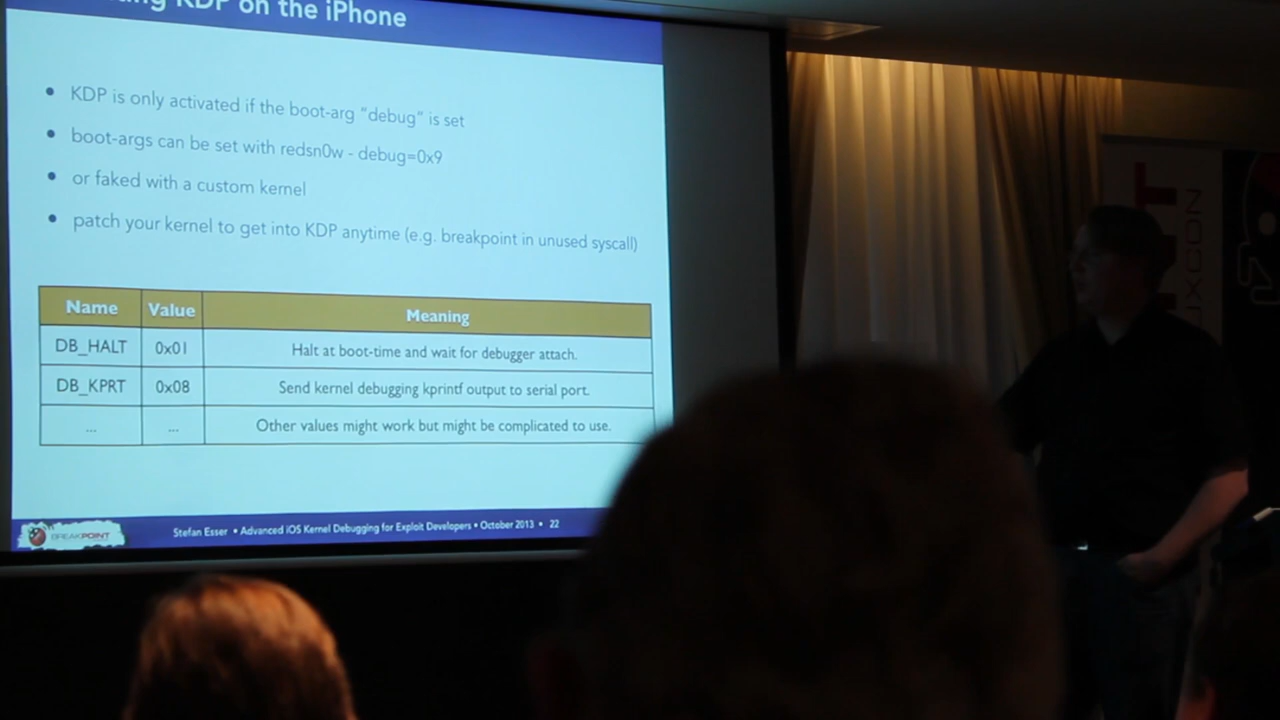 KDP on the iPhone
• KDP is only activated if the boot-arg “debug” is set
• boot-args can be set with redsn0w - debug=0x9
• or faked with a custom kernel
• patch your kernel to get into KDP anytime (e.g. breakpoint in unused syscall)
Name Value Meaning
DB_HALT 0x01 Halt at boot-time and wait for debugger attach.
DB_KPRT 0x08 Send kernel debugging kprintf output to serial port.
... ... Other values might work but might be complicated to use.
BREAKPOINT
Stefan Esser • Advanced iOS Kernel Debugging for Exploit Developers • October 2013 • 22
UXCON